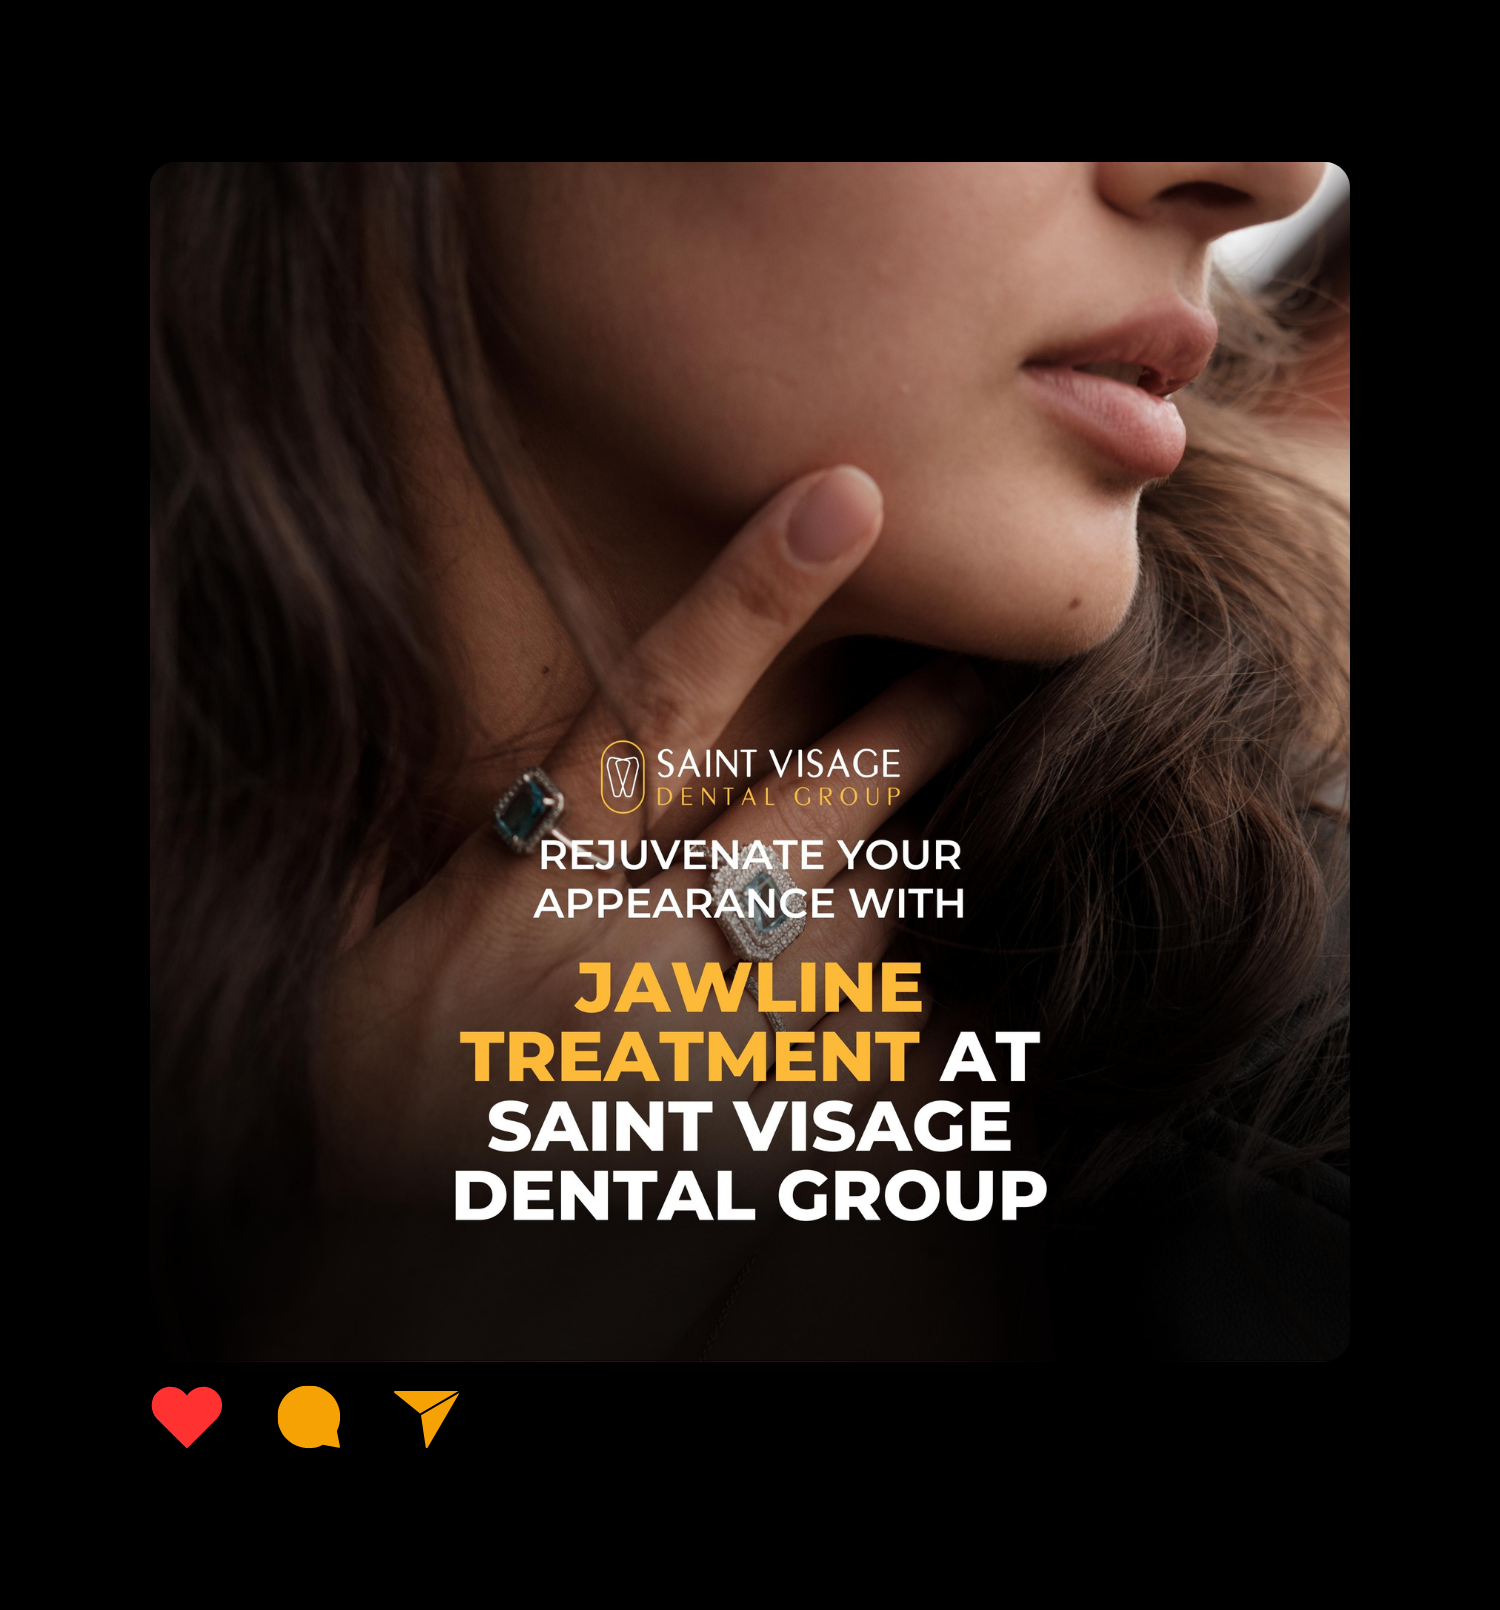 SAINT VISAGE
DENTAL GROUP
REJUVENATE YOUR
APPEARANCE WITH
JAWLINE
TREATMENT AT
SAINT VISAGE
DENTAL GROUP